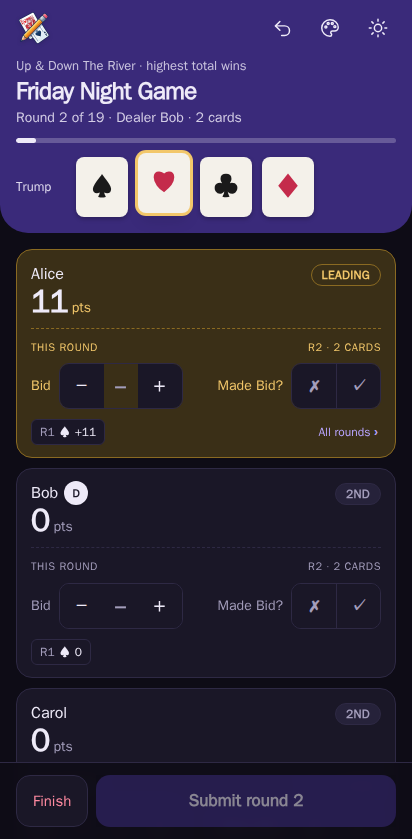 Up & Down The River · highest total wins
Friday Night Game
Round 2 of 19 · Dealer Bob · 2 cards
Trump ♠ ♥ ♣ ♦
Alice LEADING
11 pts
THIS ROUND R2 · 2 CARDS
Bid − – + Made Bid? ✗ ✓
R1 ♠ +11 All rounds ›
Bob D 2ND
0 pts
THIS ROUND R2 · 2 CARDS
Bid − – + Made Bid? ✗ ✓
R1 ♠ 0
Carol 2ND
0 pts
Finish Submit round 2